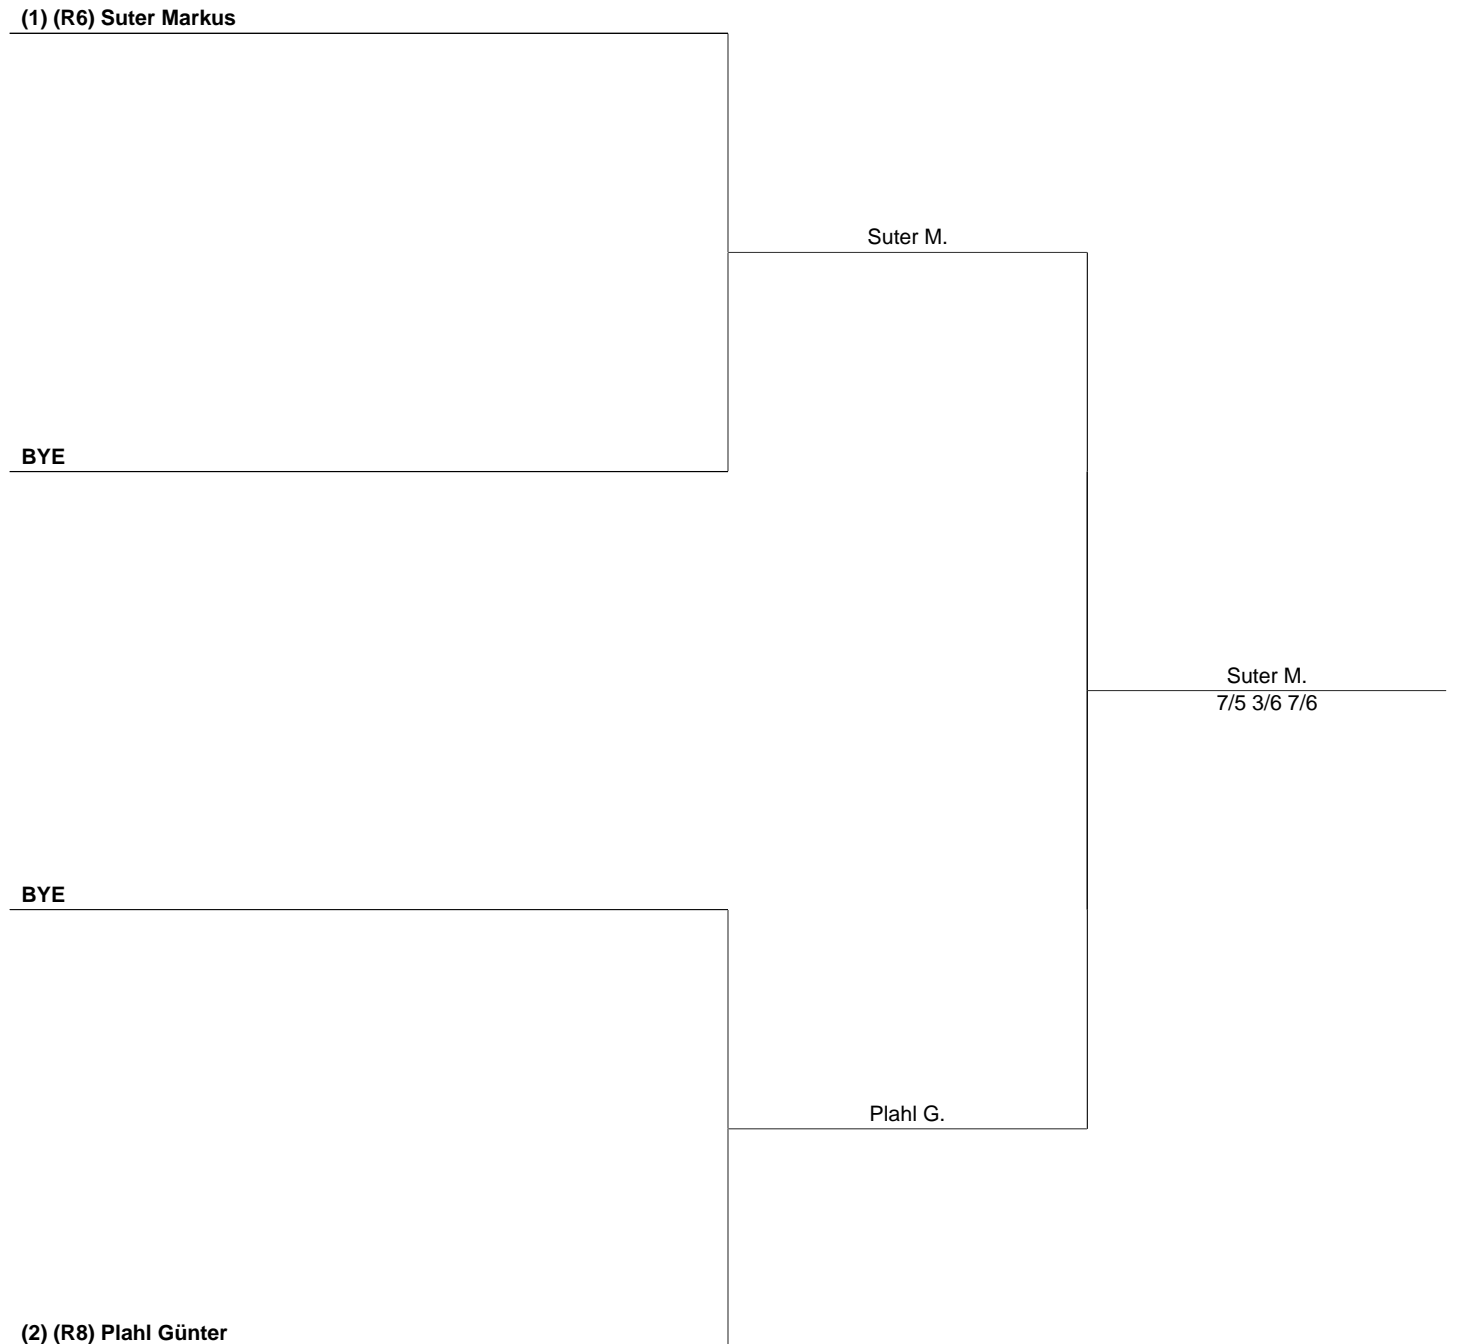 (1) (R6) Suter Markus
Suter M.
BYE
Suter M.
7/5 3/6 7/6
BYE
Plahl G.
(2) (R8) Plahl Günter